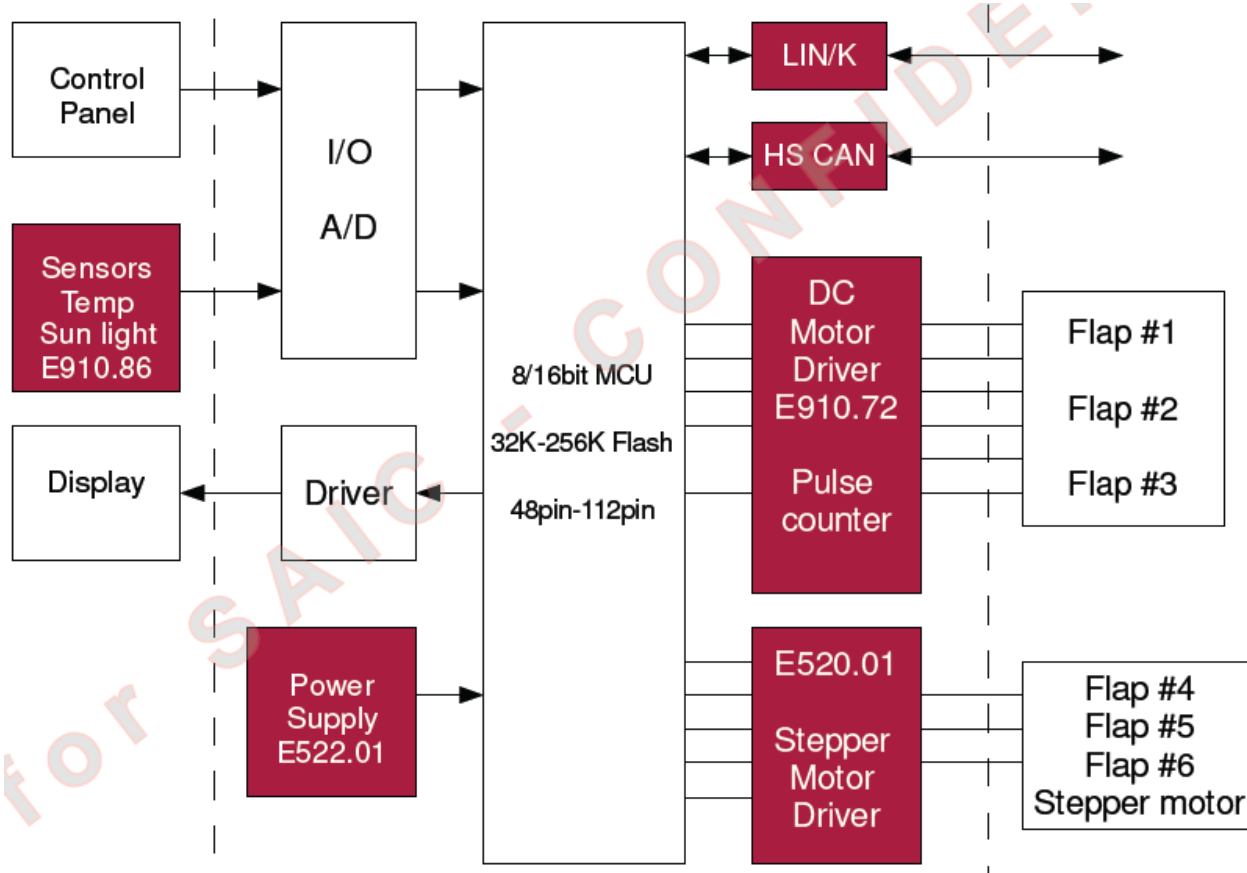 Control
Panel
I/O
A/D
Sensors
Temp
Sun light
E910.86
Display
Driver
Power
Supply
E522.01
8/16bit MCU
32K-256K Flash
48pin-112pin
LIN/K
HS CAN
DC
Motor
Driver
E910.72
Pulse
counter
Flap #1
Flap #2
Flap #3
E520.01
Stepper
Motor
Driver
Flap #4
Flap #5
Flap #6
Stepper motor
for SAIC - CONFIDE